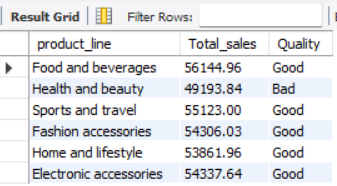 Result Grid Filter Rows:
product_line Total_sales Quality
Food and beverages 56144.96 Good
Health and beauty 49193.84 Bad
Sports and travel 55123.00 Good
Fashion accessories 54306.03 Good
Home and lifestyle 53861.96 Good
Electronic accessories 54337.64 Good